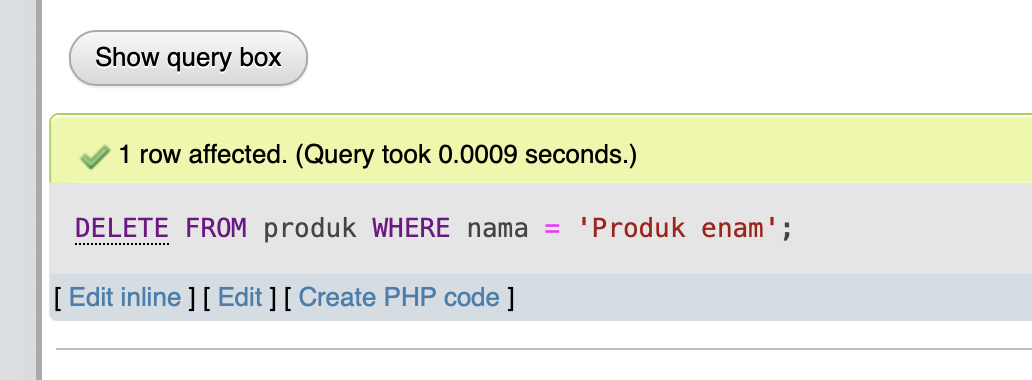 Show query box
1 row affected. (Query took 0.0009 seconds.)
DELETE FROM produk WHERE nama = 'Produk enam';
[ Edit inline ] [ Edit ] [ Create PHP code ]